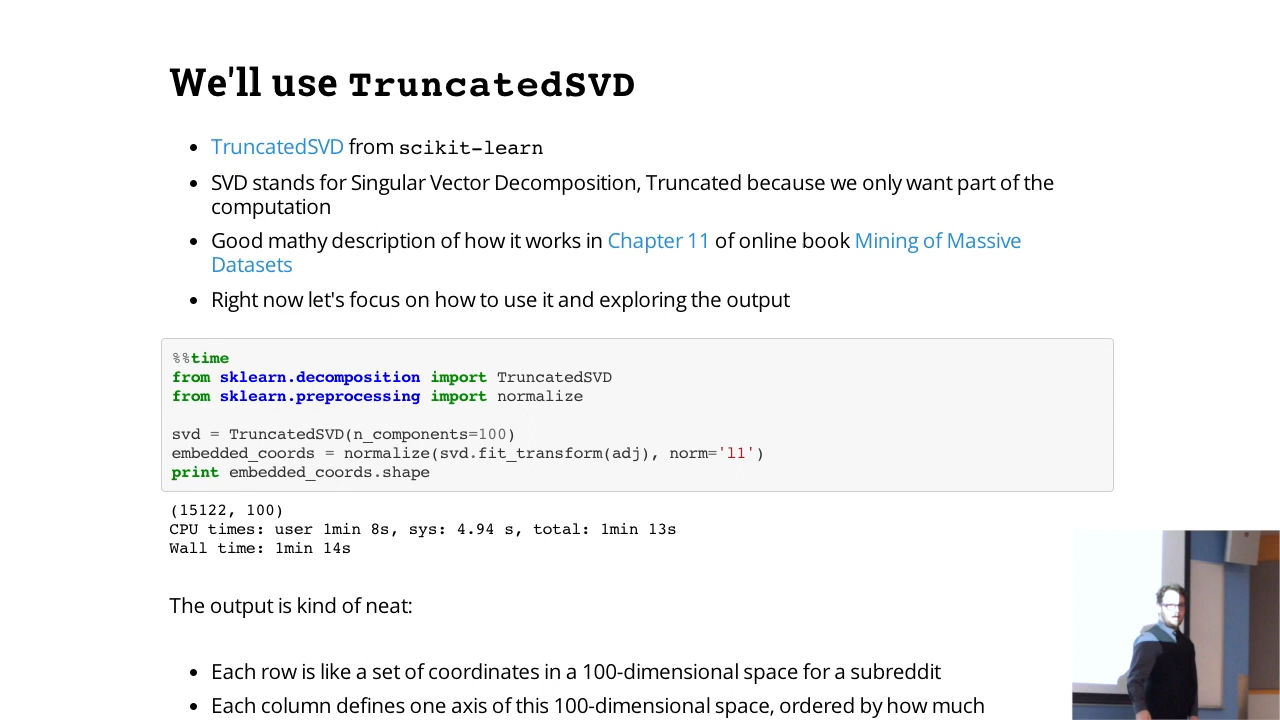 We'll use TruncatedSVD
TruncatedSVD from scikit-learn
SVD stands for Singular Vector Decomposition, Truncated because we only want part of the
computation
Good mathy description of how it works in Chapter 11 of online book Mining of Massive
Datasets
Right now let's focus on how to use it and exploring the output
%%time
from sklearn.decomposition import TruncatedSVD
from sklearn.preprocessing import normalize
svd = TruncatedSVD(n_components=100)
embedded_coords = normalize(svd.fit_transform(adj), norm='l1')
print embedded_coords.shape
(15122, 100)
CPU times: user 1min 8s, sys: 4.94 s, total: 1min 13s
Wall time: 1min 14s
The output is kind of neat:
Each row is like a set of coordinates in a 100-dimensional space for a subreddit
Each column defines one axis of this 100-dimensional space, ordered by how much